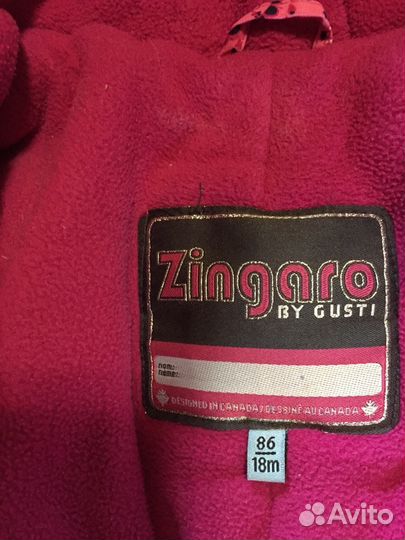 Zingaro
BY GUSTI
nom:
name:
DESIGNED IN CANADA/DESSINÉ AU CANADA
86
18m
Avito